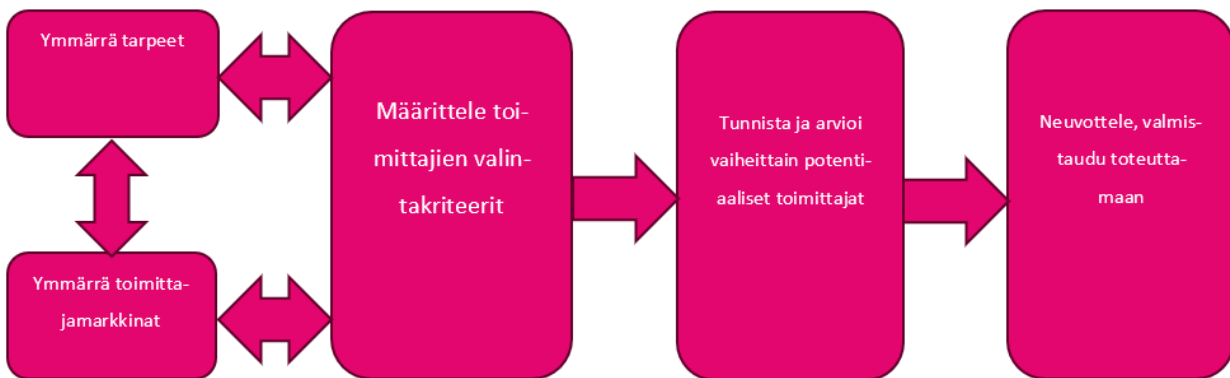 Ymmärrä tarpeet
Ymmärrä toimitta-
jamarkkinat
Määrittele toi-
mittajien valin-
takriteerit
Tunnista ja arvioi
vaiheittain potenti-
aaliset toimittajat
Neuvottele, valmis-
taudu toteutta-
maan